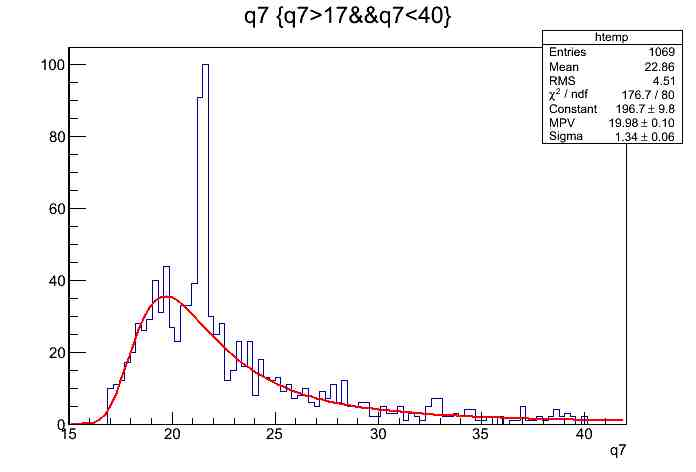 q7 {q7>17&&q7<40}
htemp
Entries 1069
Mean 22.86
RMS 4.51
χ² / ndf 176.7 / 80
Constant 196.7 ± 9.8
MPV 19.98 ± 0.10
Sigma 1.34 ± 0.06
100
80
60
40
20
0
15 20 25 30 35 40
q7